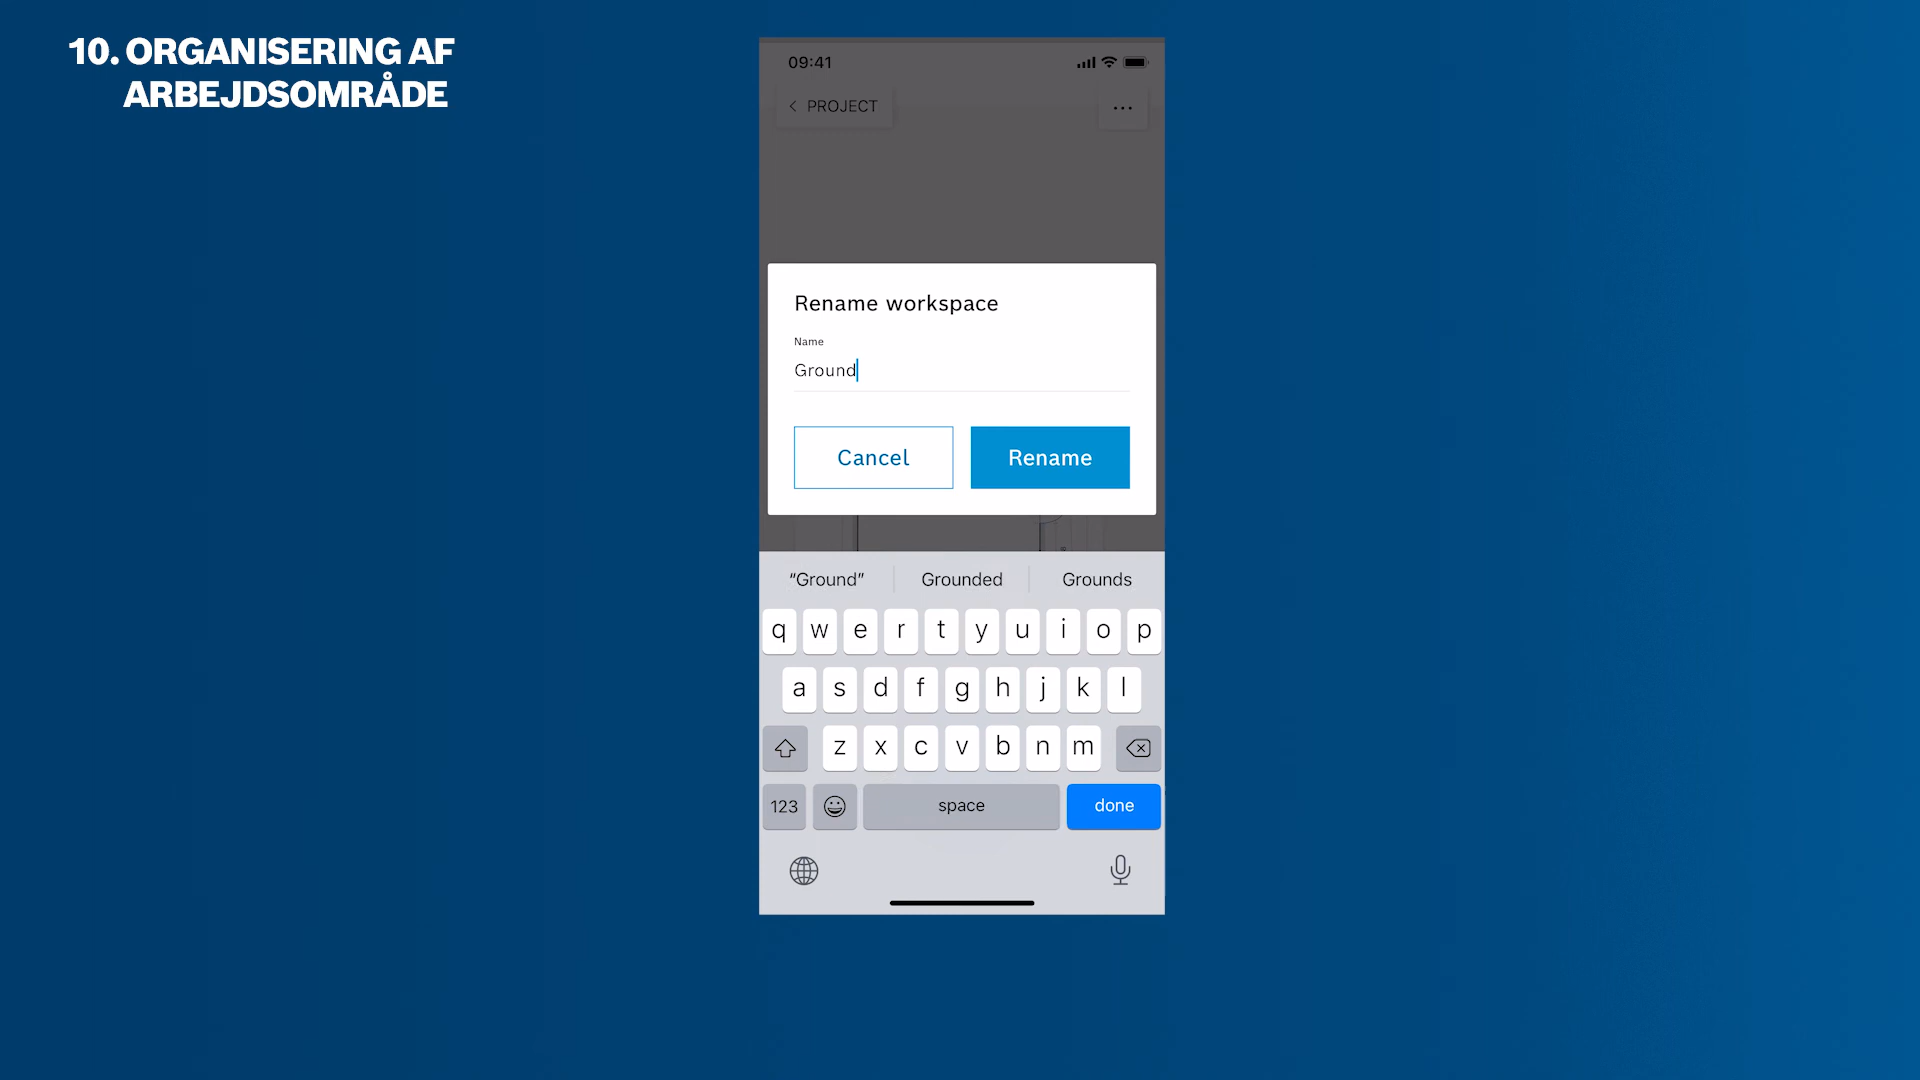 10. ORGANISERING AF
ARBEJDSOMRÅDE
09:41
PROJECT
Rename workspace
Name
Ground
Cancel
Rename
“Ground”
Grounded
Grounds
q w e r t y u i o p
a s d f g h j k l
z x c v b n m
123
space
done